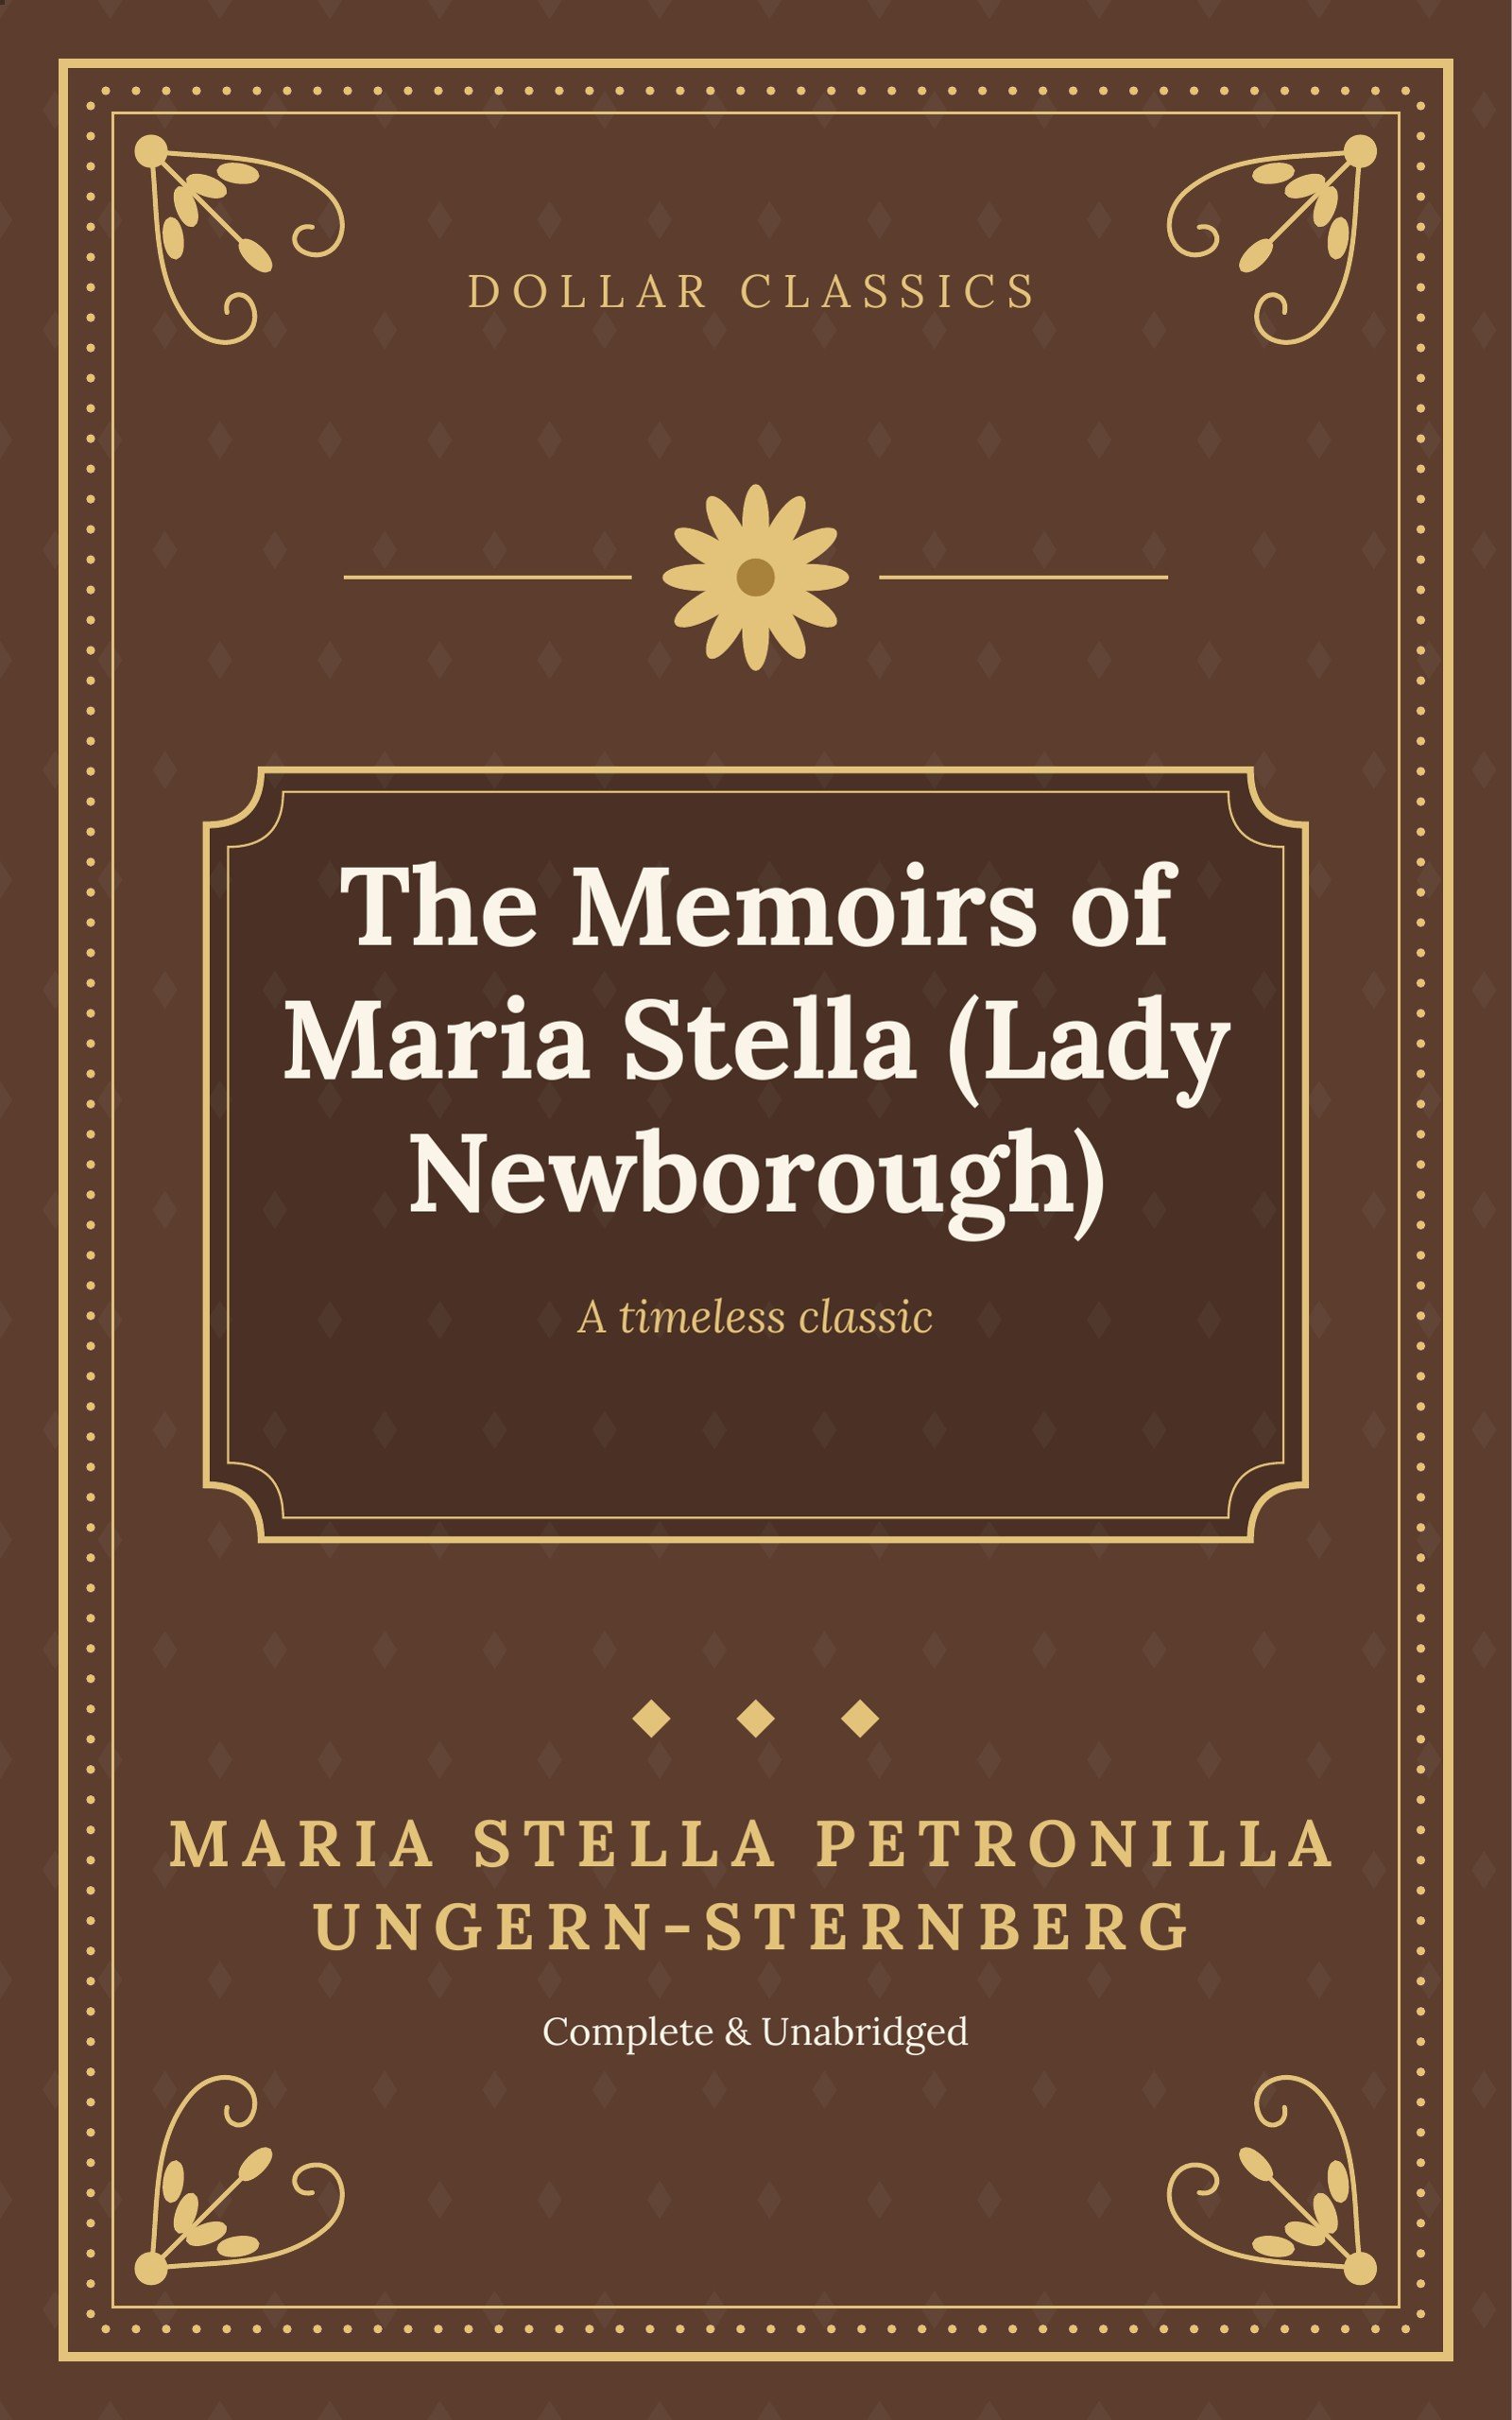 DOLLAR CLASSICS
The Memoirs of
Maria Stella (Lady
Newborough)
A timeless classic
MARIA STELLA PETRONILLA
UNGERN-STERNBERG
Complete & Unabridged